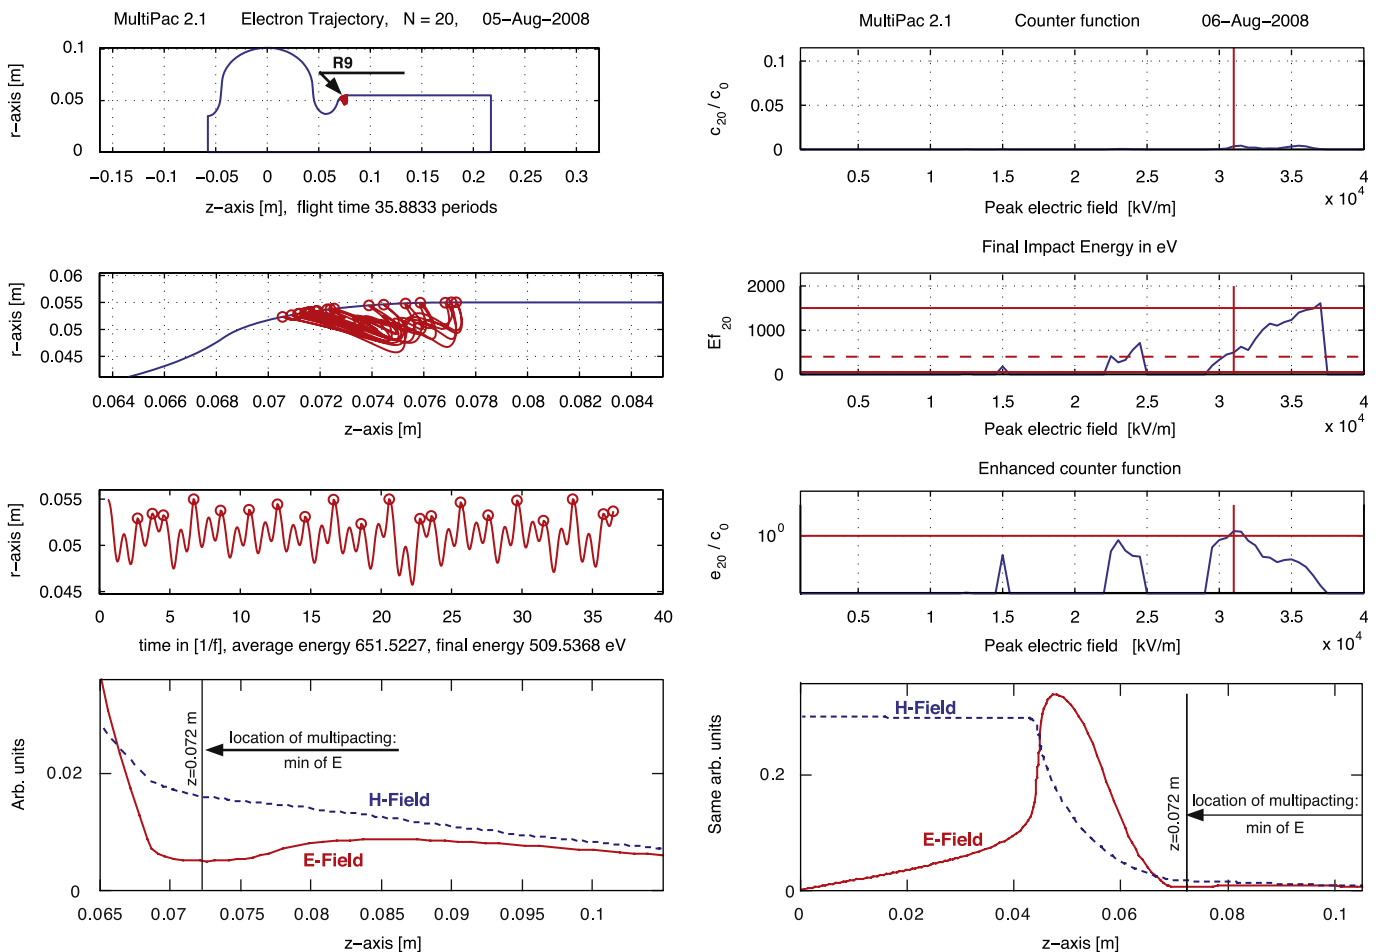 MultiPac 2.1 Electron Trajectory, N = 20, 05−Aug−2008
r−axis [m]
0.1
0.05
0
R9
−0.15 −0.1 −0.05 0 0.05 0.1 0.15 0.2 0.25 0.3
z−axis [m], flight time 35.8833 periods
r−axis [m]
0.06
0.055
0.05
0.045
0.064 0.066 0.068 0.07 0.072 0.074 0.076 0.078 0.08 0.082 0.084
z−axis [m]
r−axis [m]
0.055
0.05
0.045
0 5 10 15 20 25 30 35 40
time in [1/f], average energy 651.5227, final energy 509.5368 eV
Arb. units
0.02
0
z=0.072 m
location of multipacting:
min of E
H-Field
E-Field
0.065 0.07 0.075 0.08 0.085 0.09 0.095 0.1
z−axis [m]
MultiPac 2.1 Counter function 06−Aug−2008
c20 / c0
0.1
0.05
0
0.5 1 1.5 2 2.5 3 3.5 4
x 10^4
Peak electric field [kV/m]
Final Impact Energy in eV
Ef20
2000
1000
0
0.5 1 1.5 2 2.5 3 3.5 4
x 10^4
Peak electric field [kV/m]
Enhanced counter function
e20 / c0
10^0
0.5 1 1.5 2 2.5 3 3.5 4
x 10^4
Peak electric field [kV/m]
Same arb. units
0.2
0
H-Field
E-Field
z=0.072 m
location of multipacting:
min of E
0 0.02 0.04 0.06 0.08 0.1
z−axis [m]